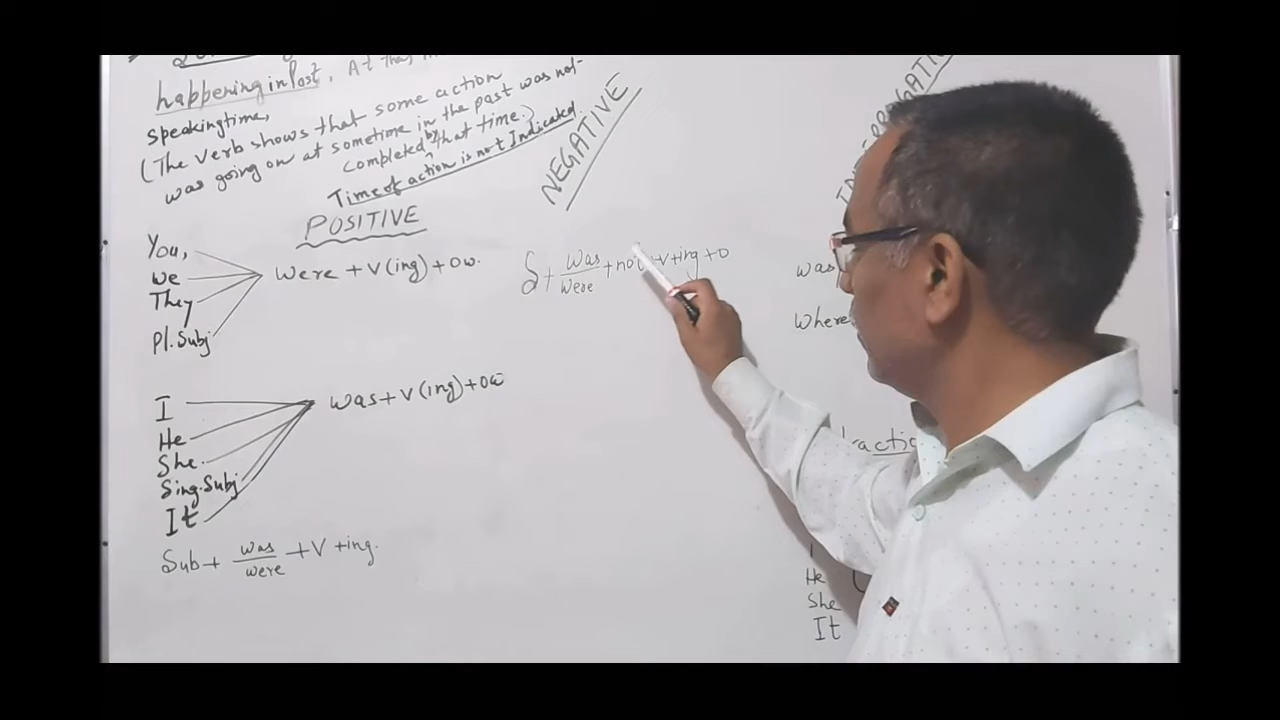 happening in Past, At that
speaking time,
(The verb shows that some action
was going on at sometime in the past was not
completed by that time.)
Time of action is not Indicated
POSITIVE
You,
we
They
Pl. Subj
were + V (ing) + Ow.
I
He
She
Sing. Subj
It
was + V (ing) + Ow
Sub + was/were + V + ing.
NEGATIVE
S + was/were + not + V + ing + O
was
where
He
She
It